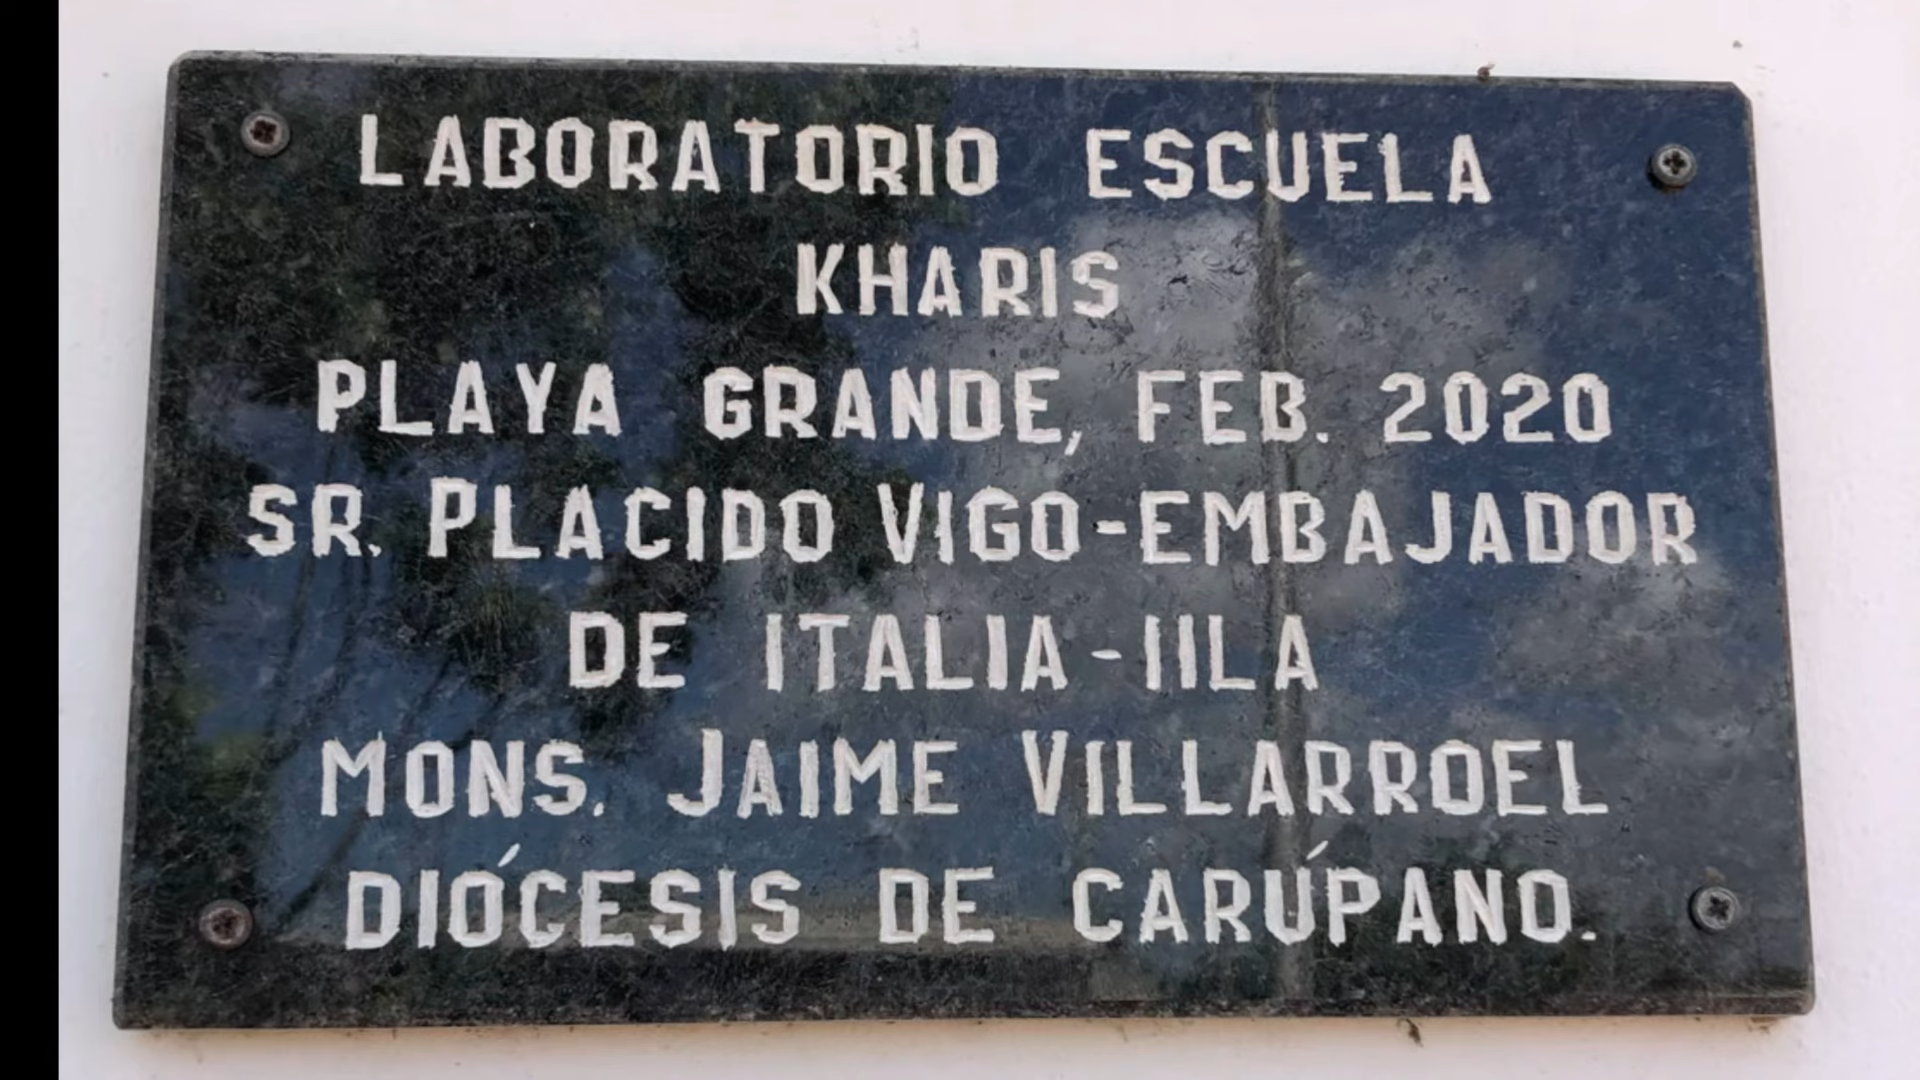 LABORATORIO ESCUELA
KHARIS
PLAYA GRANDE, FEB. 2020
SR. PLACIDO VIGO-EMBAJADOR
DE ITALIA-IILA
MONS. JAIME VILLARROEL
DIÓCESIS DE CARÚPANO.